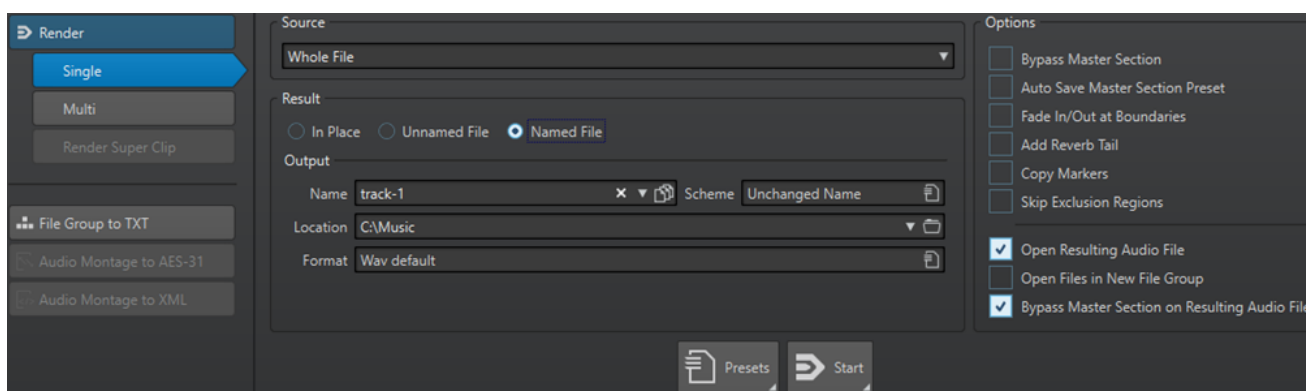 Render
Single
Multi
Render Super Clip
File Group to TXT
Audio Montage to AES-31
Audio Montage to XML
Source
Whole File
Result
In Place Unnamed File Named File
Output
Name track-1 Scheme Unchanged Name
Location C:\Music
Format Wav default
Presets Start
Options
Bypass Master Section
Auto Save Master Section Preset
Fade In/Out at Boundaries
Add Reverb Tail
Copy Markers
Skip Exclusion Regions
Open Resulting Audio File
Open Files in New File Group
Bypass Master Section on Resulting Audio File